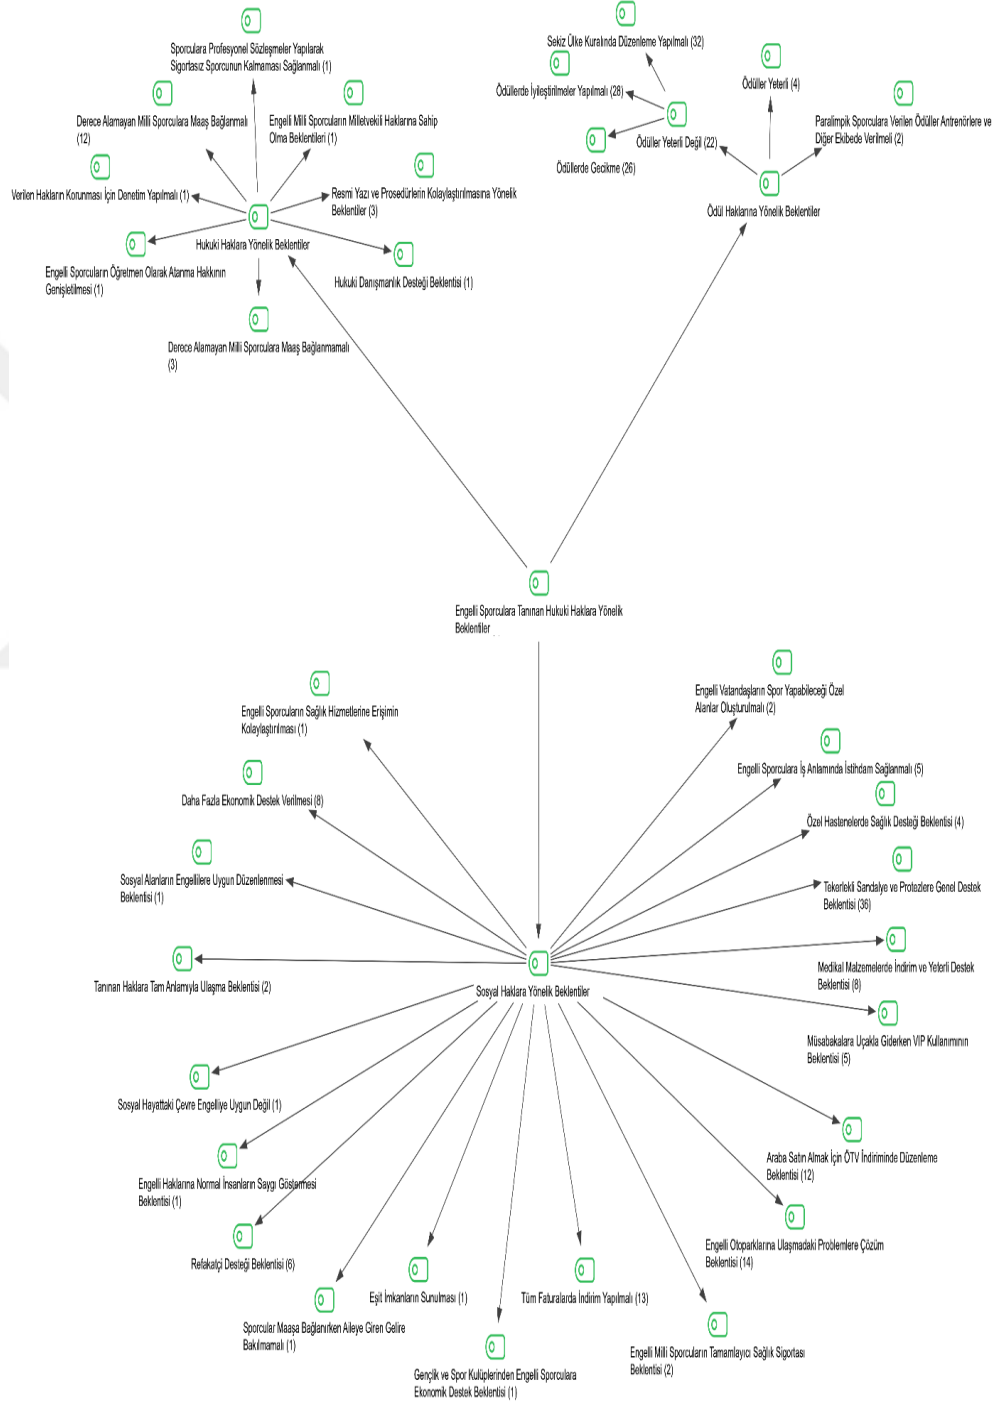 Sporculara Profesyonel Sözleşmeler Yapılarak
Sigortasız Sporcunun Kalmaması Sağlanmalı (1)
Derece Alamayan Milli Sporculara Maaş Bağlanmalı
(12)
Engelli Milli Sporcuların Milletvekili Haklarına Sahip
Olma Beklentileri (1)
Verilen Hakların Korunması İçin Denetim Yapılmalı (1)
Resmi Yazı ve Prosedürlerin Kolaylaştırılmasına Yönelik
Beklentiler (3)
Hukuki Haklara Yönelik Beklentiler
Engelli Sporcuların Öğretmen Olarak Atanma Hakkının
Genişletilmesi (1)
Hukuki Danışmanlık Desteği Beklentisi (1)
Derece Alamayan Milli Sporculara Maaş Bağlanmamalı
(3)
Sekiz Ülke Kuralında Düzenleme Yapılmalı (32)
Ödüllerde İyileştirilmeler Yapılmalı (28)
Ödüller Yeterli (4)
Paralimpik Sporculara Verilen Ödüller Antrenörlere ve
Diğer Ekibede Verilmeli (2)
Ödüller Yeterli Değil (22)
Ödüllerde Gecikme (26)
Ödül Haklarına Yönelik Beklentiler
Engelli Sporculara Tanınan Hukuki Haklara Yönelik
Beklentiler
Engelli Sporcuların Sağlık Hizmetlerine Erişimin
Kolaylaştırılması (1)
Engelli Vatandaşların Spor Yapabileceği Özel
Alanlar Oluşturulmalı (2)
Engelli Sporculara İş Anlamında İstihdam Sağlanmalı (5)
Daha Fazla Ekonomik Destek Verilmesi (8)
Özel Hastenelerde Sağlık Desteği Beklentisi (4)
Sosyal Alanların Engellilere Uygun Düzenlenmesi
Beklentisi (1)
Tekerlekli Sandalye ve Protezlere Genel Destek
Beklentisi (36)
Tanınan Haklara Tam Anlamıyla Ulaşma Beklentisi (2)
Medikal Malzemelerde İndirim ve Yeterli Destek
Beklentisi (8)
Sosyal Haklara Yönelik Beklentiler
Müsabakalara Uçakla Giderken VIP Kullanımının
Beklentisi (5)
Sosyal Hayattaki Çevre Engelliye Uygun Değil (1)
Araba Satın Almak İçin ÖTV İndiriminde Düzenleme
Beklentisi (12)
Engelli Haklarına Normal İnsanların Saygı Göstermesi
Beklentisi (1)
Engelli Otoparklarına Ulaşmadaki Problemlere Çözüm
Beklentisi (14)
Refakatçi Desteği Beklentisi (6)
Eşit İmkanların Sunulması (1)
Tüm Faturalarda İndirim Yapılmalı (13)
Sporcular Maaşa Bağlanırken Aileye Giren Gelire
Bakılmamalı (1)
Engelli Milli Sporcuların Tamamlayıcı Sağlık Sigortası
Beklentisi (2)
Gençlik ve Spor Kulüplerinden Engelli Sporculara
Ekonomik Destek Beklentisi (1)